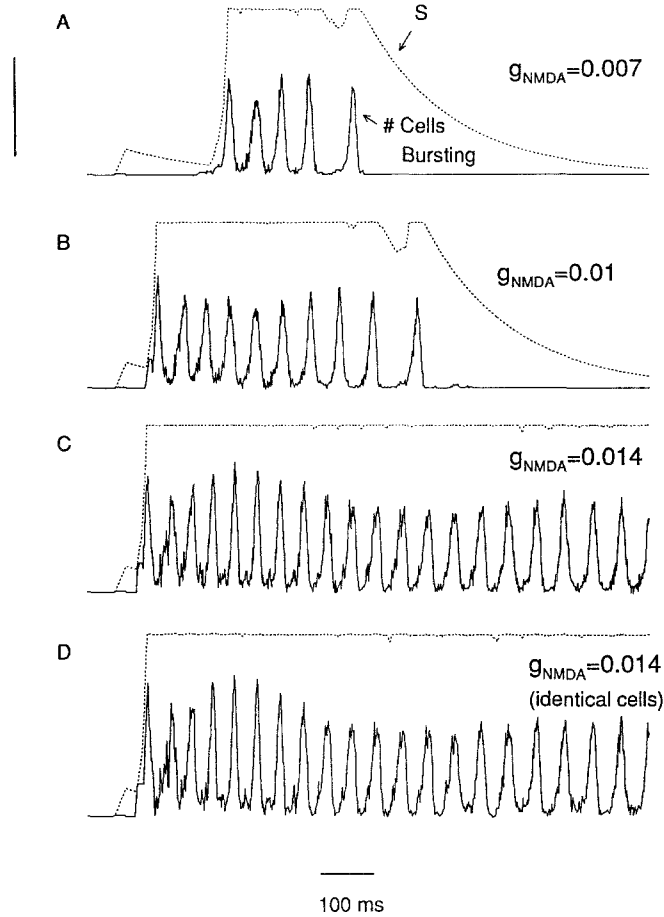 A
S
gNMDA=0.007
# Cells
Bursting
B
gNMDA=0.01
C
gNMDA=0.014
D
gNMDA=0.014
(identical cells)
100 ms